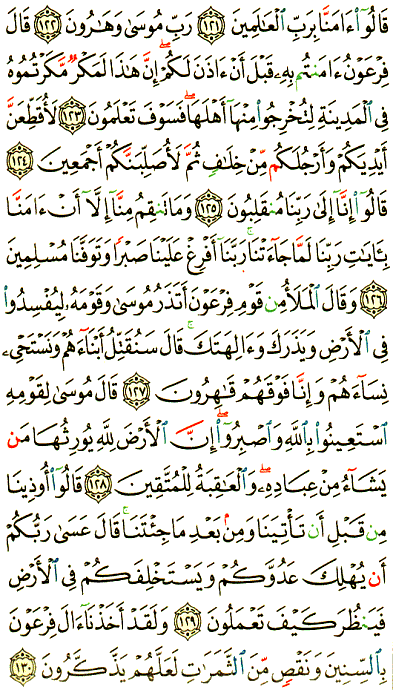 قَالُوٓا۟ ءَامَنَّا بِرَبِّ ٱلْعَـٰلَمِينَ ١٢١ رَبِّ مُوسَىٰ وَهَـٰرُونَ ١٢٢ قَالَ
فِرْعَوْنُ ءَامَنتُم بِهِۦ قَبْلَ أَنْ ءَاذَنَ لَكُمْ ۖ إِنَّ هَـٰذَا لَمَكْرٌ مَّكَرْتُمُوهُ
فِى ٱلْمَدِينَةِ لِتُخْرِجُوا۟ مِنْهَآ أَهْلَهَا ۖ فَسَوْفَ تَعْلَمُونَ ١٢٣ لَأُقَطِّعَنَّ
أَيْدِيَكُمْ وَأَرْجُلَكُم مِّنْ خِلَـٰفٍ ثُمَّ لَأُصَلِّبَنَّكُمْ أَجْمَعِينَ ١٢٤
قَالُوٓا۟ إِنَّآ إِلَىٰ رَبِّنَا مُنقَلِبُونَ ١٢٥ وَمَا تَنقِمُ مِنَّآ إِلَّآ أَنْ ءَامَنَّا
بِـَٔايَـٰتِ رَبِّنَا لَمَّا جَآءَتْنَا ۚ رَبَّنَآ أَفْرِغْ عَلَيْنَا صَبْرًا وَتَوَفَّنَا مُسْلِمِينَ
١٢٦ وَقَالَ ٱلْمَلَأُ مِن قَوْمِ فِرْعَوْنَ أَتَذَرُ مُوسَىٰ وَقَوْمَهُۥ لِيُفْسِدُوا۟
فِى ٱلْأَرْضِ وَيَذَرَكَ وَءَالِهَتَكَ ۚ قَالَ سَنُقَتِّلُ أَبْنَآءَهُمْ وَنَسْتَحْىِۦ
نِسَآءَهُمْ وَإِنَّا فَوْقَهُمْ قَـٰهِرُونَ ١٢٧ قَالَ مُوسَىٰ لِقَوْمِهِ
ٱسْتَعِينُوا۟ بِٱللَّهِ وَٱصْبِرُوٓا۟ ۖ إِنَّ ٱلْأَرْضَ لِلَّهِ يُورِثُهَا مَن
يَشَآءُ مِنْ عِبَادِهِۦ ۖ وَٱلْعَـٰقِبَةُ لِلْمُتَّقِينَ ١٢٨ قَالُوٓا۟ أُوذِينَا
مِن قَبْلِ أَن تَأْتِيَنَا وَمِنۢ بَعْدِ مَا جِئْتَنَا ۚ قَالَ عَسَىٰ رَبُّكُمْ
أَن يُهْلِكَ عَدُوَّكُمْ وَيَسْتَخْلِفَكُمْ فِى ٱلْأَرْضِ
فَيَنظُرَ كَيْفَ تَعْمَلُونَ ١٢٩ وَلَقَدْ أَخَذْنَآ ءَالَ فِرْعَوْنَ
بِٱلسِّنِينَ وَنَقْصٍ مِّنَ ٱلثَّمَرَٰتِ لَعَلَّهُمْ يَذَّكَّرُونَ ١٣٠